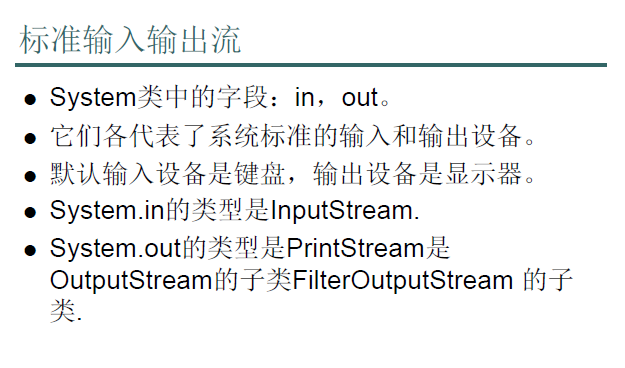 标准输入输出流
● System类中的字段：in，out。
● 它们各代表了系统标准的输入和输出设备。
● 默认输入设备是键盘，输出设备是显示器。
● System.in的类型是InputStream.
● System.out的类型是PrintStream是
OutputStream的子类FilterOutputStream 的子
类.